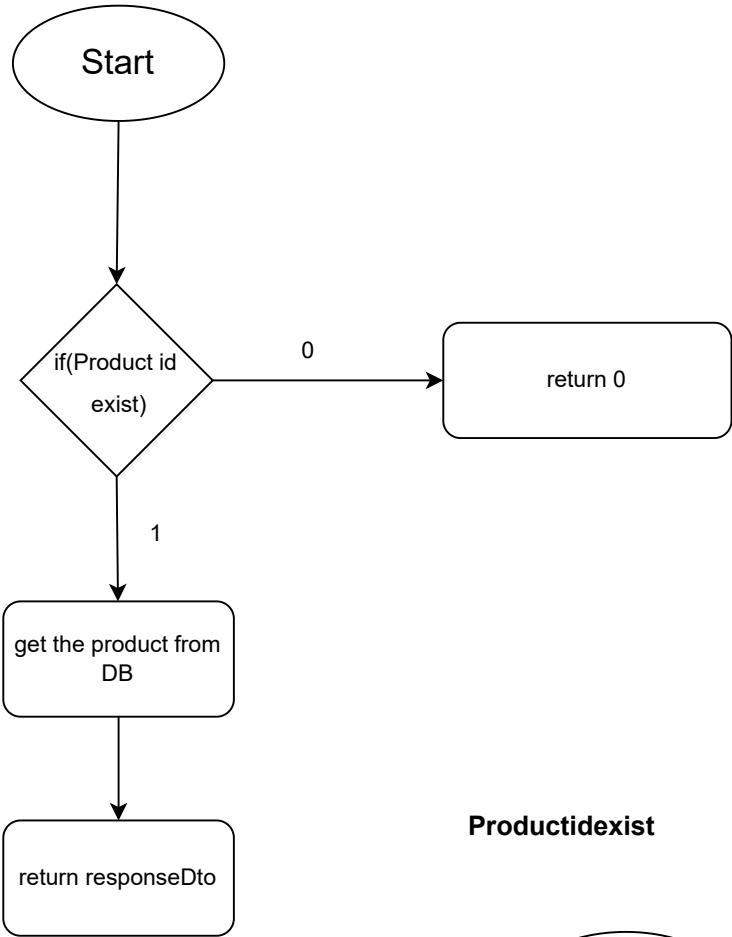 Start
if(Product id
exist)
0
return 0
1
get the product from
DB
return responseDto
Productidexist